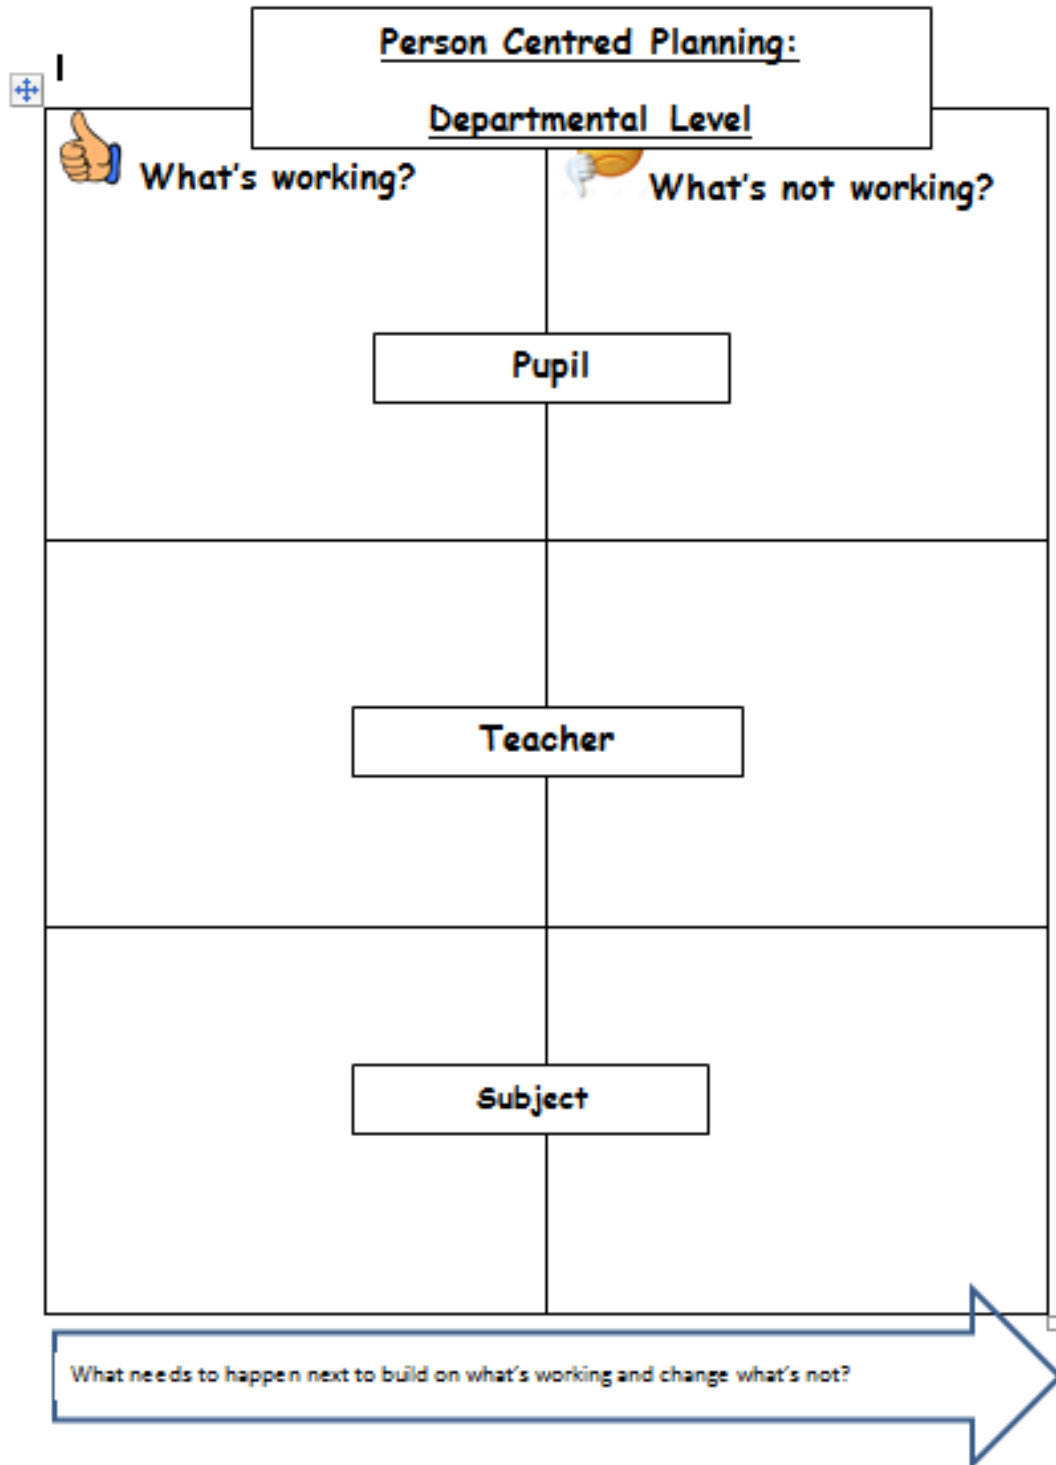 Person Centred Planning:
Departmental Level
What's working?
What's not working?
Pupil
Teacher
Subject
What needs to happen next to build on what's working and change what's not?